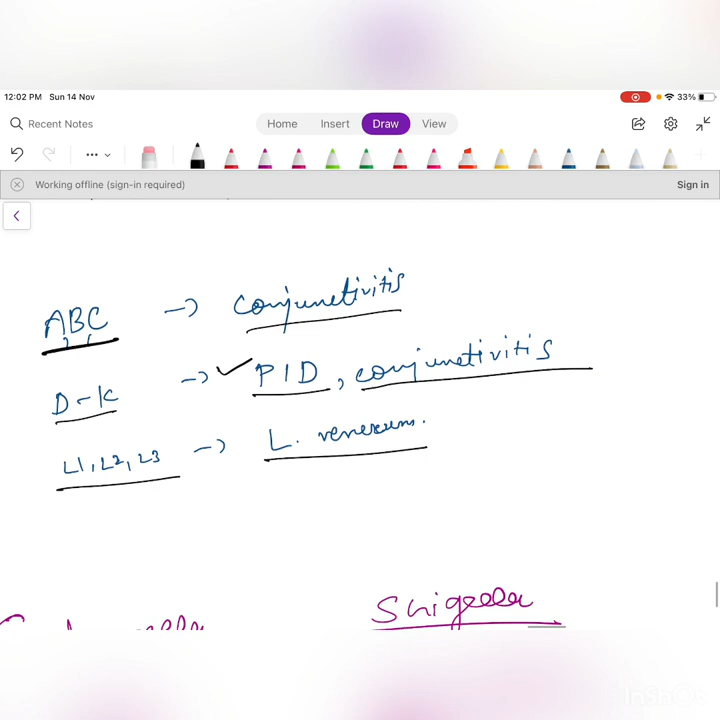 12:02 PM Sun 14 Nov 33%
Recent Notes Home Insert Draw View
Working offline (sign-in required) Sign in
A,B,C → conjunctivitis
D-K → ✓ PID, conjunctivitis
L1, L2, L3 → L. venereum.
Shigella